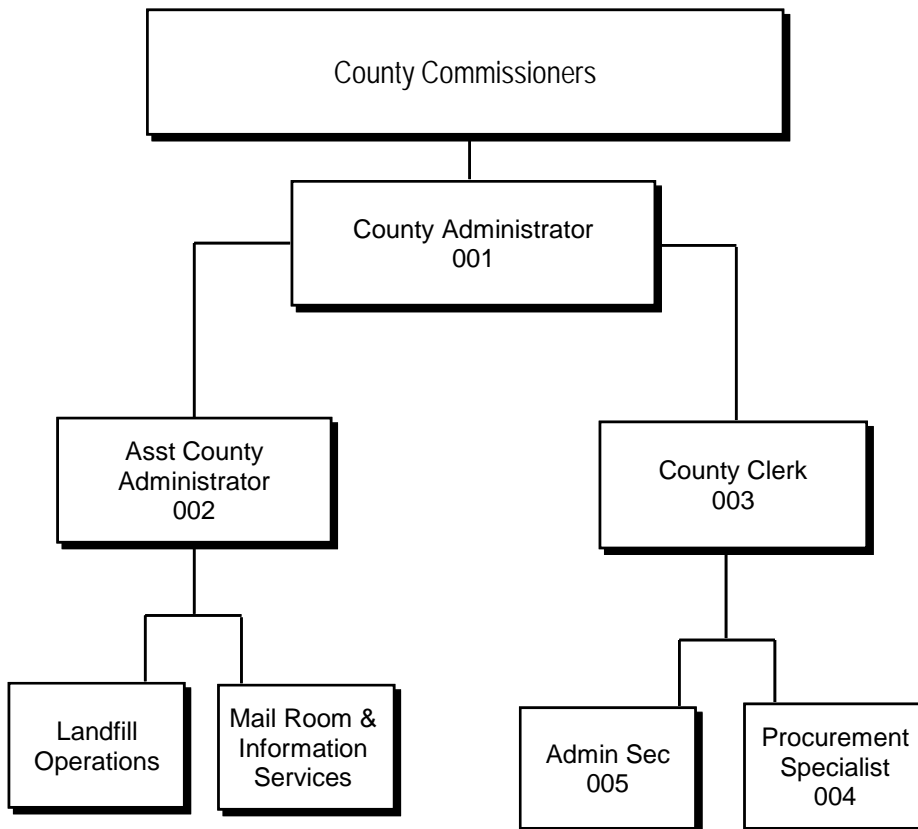 County Commissioners
County Administrator
001
Asst County
Administrator
002
County Clerk
003
Landfill
Operations
Mail Room &
Information
Services
Admin Sec
005
Procurement
Specialist
004